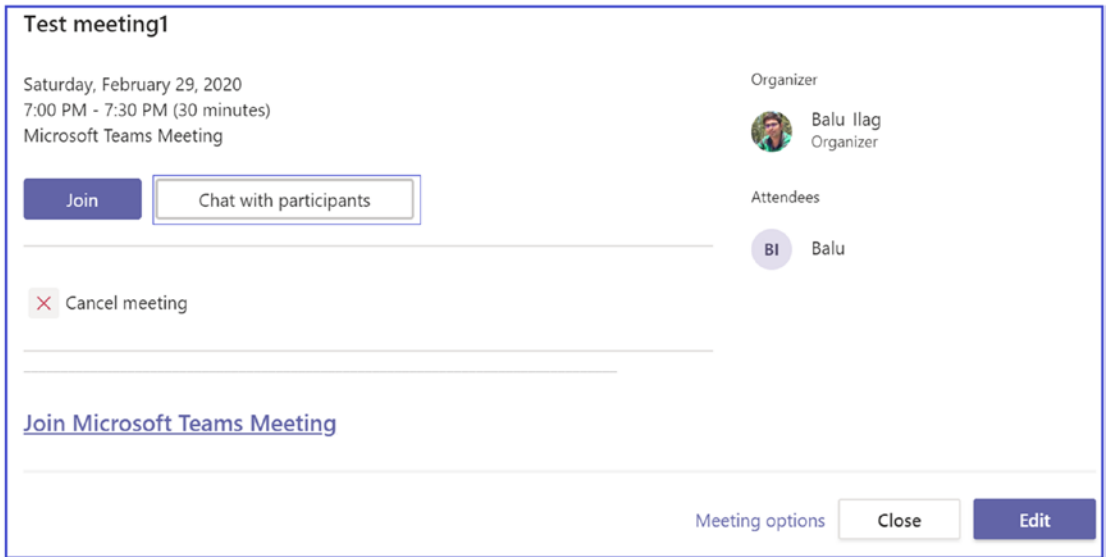 Test meeting1
Saturday, February 29, 2020
7:00 PM - 7:30 PM (30 minutes)
Microsoft Teams Meeting
Join
Chat with participants
Cancel meeting
Join Microsoft Teams Meeting
Organizer
Balu Ilag
Organizer
Attendees
BI
Balu
Meeting options
Close
Edit